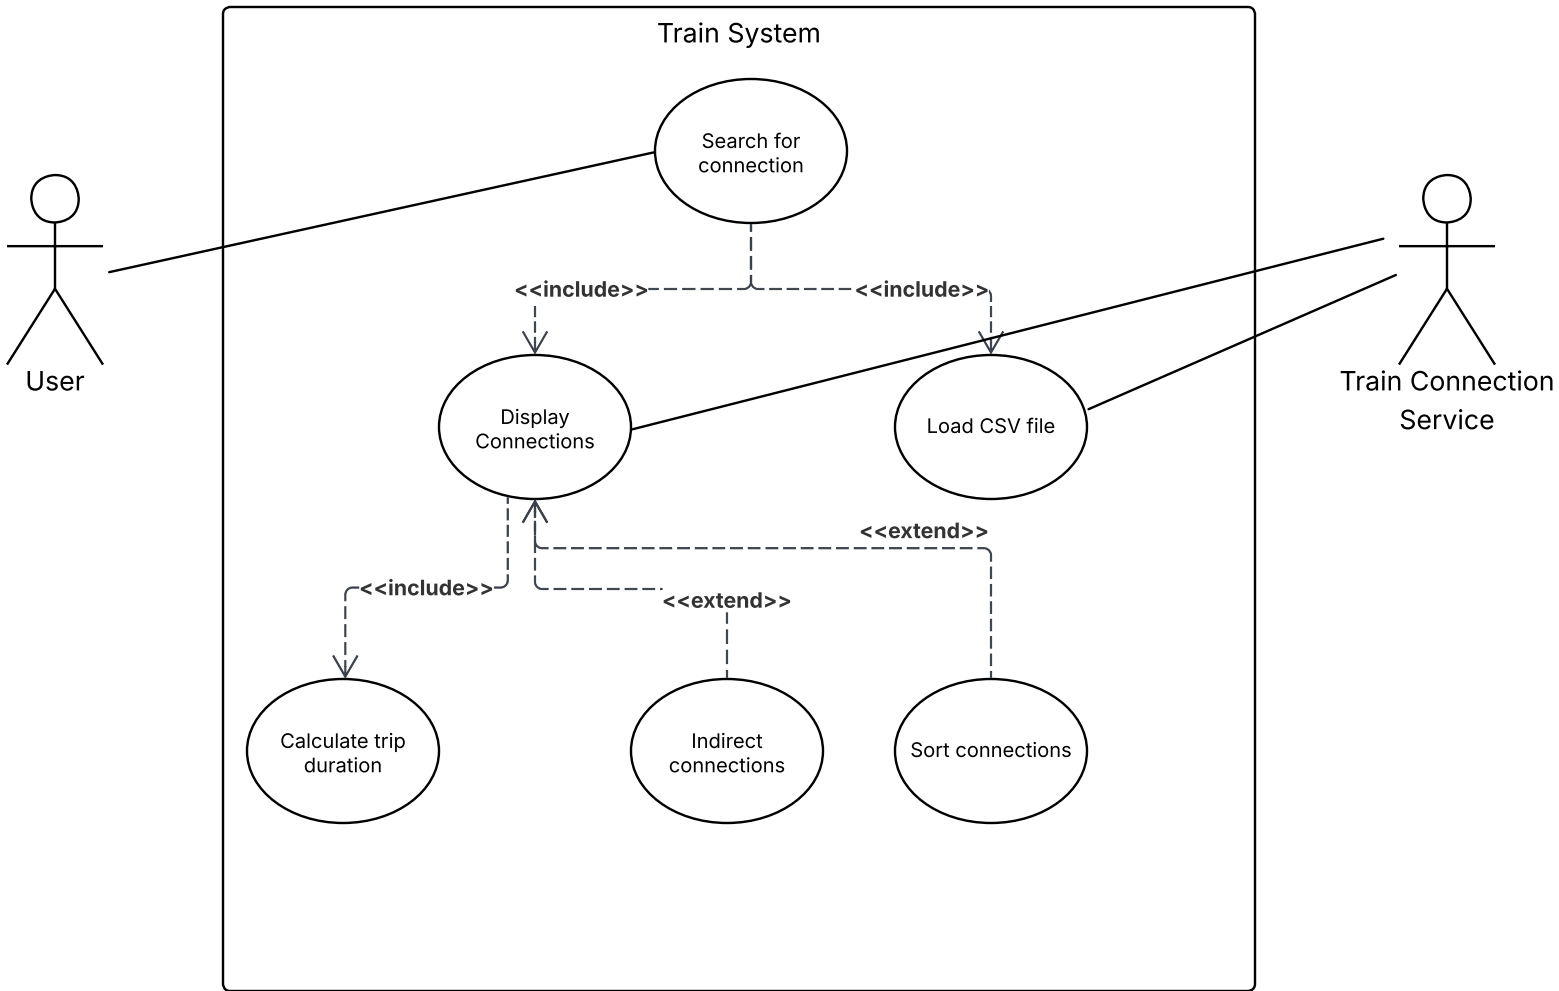 Train System
Search for
connection
<<include>>
<<include>>
User
Train Connection
Service
Display
Connections
Load CSV file
<<extend>>
<<include>>
<<extend>>
Calculate trip
duration
Indirect
connections
Sort connections